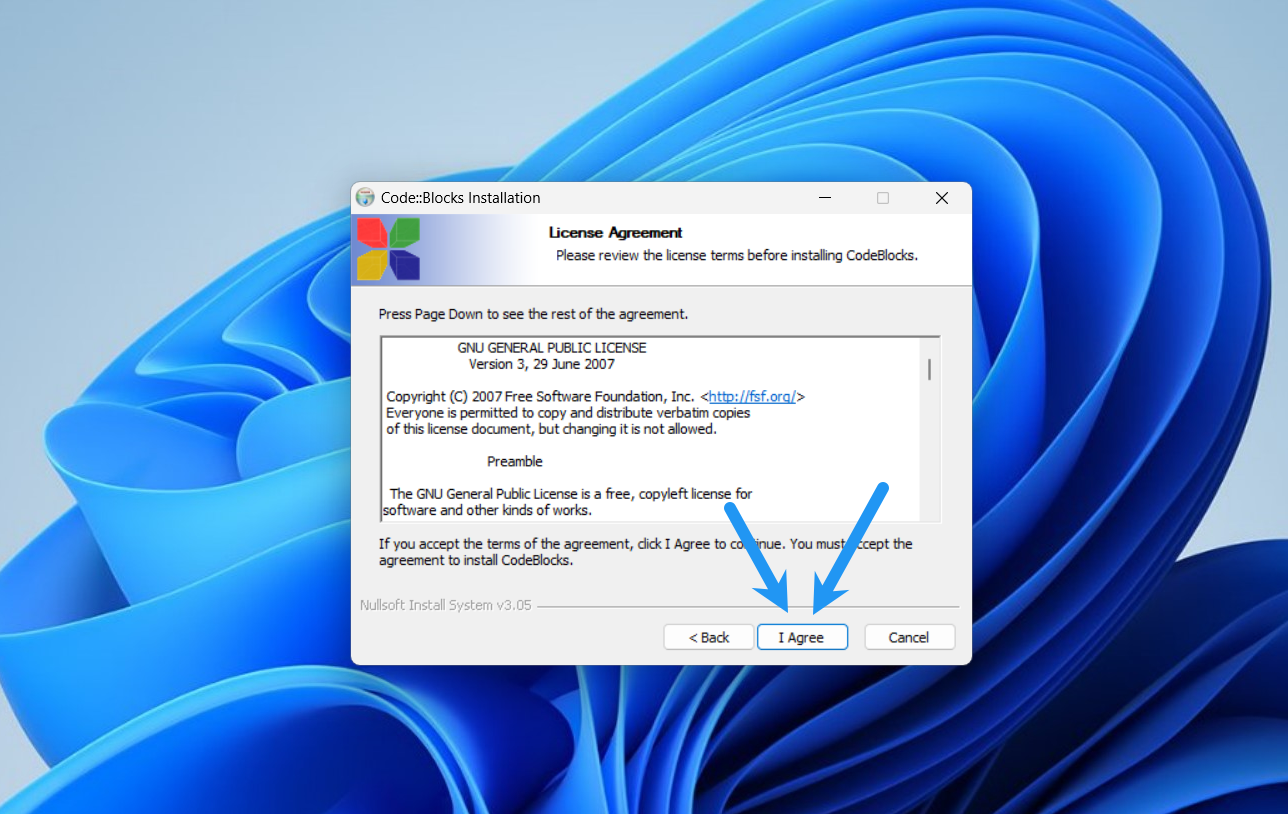 Code::Blocks Installation
License Agreement
Please review the license terms before installing CodeBlocks.
Press Page Down to see the rest of the agreement.
GNU GENERAL PUBLIC LICENSE
Version 3, 29 June 2007
Copyright (C) 2007 Free Software Foundation, Inc. <http://fsf.org/>
Everyone is permitted to copy and distribute verbatim copies
of this license document, but changing it is not allowed.
Preamble
The GNU General Public License is a free, copyleft license for
software and other kinds of works.
If you accept the terms of the agreement, click I Agree to continue. You must accept the
agreement to install CodeBlocks.
Nullsoft Install System v3.05
< Back
I Agree
Cancel